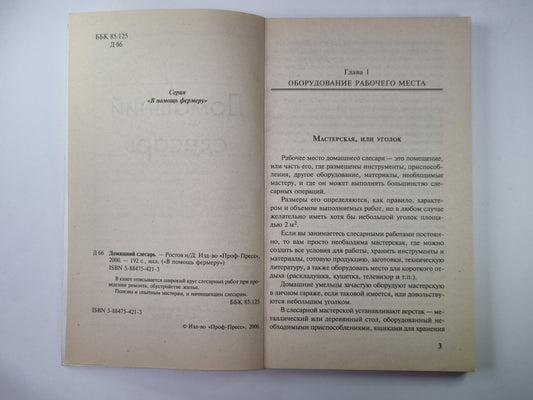 ББК 85.125
Д 66
Серия
«В помощь фермеру»
Д 66 Домашний слесарь. — Ростов н/Д: Изд-во «Проф-Пресс»,
2000. — 192 с., илл. («В помощь фермеру»)
ISBN 5-88475-421-3
В книге описывается широкий круг слесарных работ при про-
ведении ремонта, обустройстве жилья.
Полезна и опытным мастерам, и начинающим слесарям.
ББК 85.125
ISBN 5-88475-421-3
© Изд-во «Проф-Пресс», 2000.
Глава 1
ОБОРУДОВАНИЕ РАБОЧЕГО МЕСТА
МАСТЕРСКАЯ, ИЛИ УГОЛОК
Рабочее место домашнего слесаря — это помещение,
или часть его, где размещены инструменты, приспособ-
ления, другое оборудование, материалы, необходимые
мастеру, и где он может выполнять большинство сле-
сарных операций.
Размеры его определяются, как правило, характером
и объемом выполняемых работ, но в любом случае
желательно иметь хотя бы небольшой уголок площа-
дью 2 м².
Если вы занимаетесь слесарными работами постоян-
но, то вам просто необходима мастерская, где можно
создать все условия для работы, хранить инструменты и
материалы, готовую продукцию, заготовки, техническую
литературу, а также оборудовать место для короткого от-
дыха (раскладушка, кушетка, телевизор и т.п.).
Домашние умельцы зачастую оборудуют мастерскую
в личном гараже, если таковой имеется, или довольству-
ются небольшим уголком.
В слесарной мастерской устанавливают верстак — ме-
таллический или деревянный стол, оборудованный не-
обходимыми приспособлениями, ящиками для хранения
3